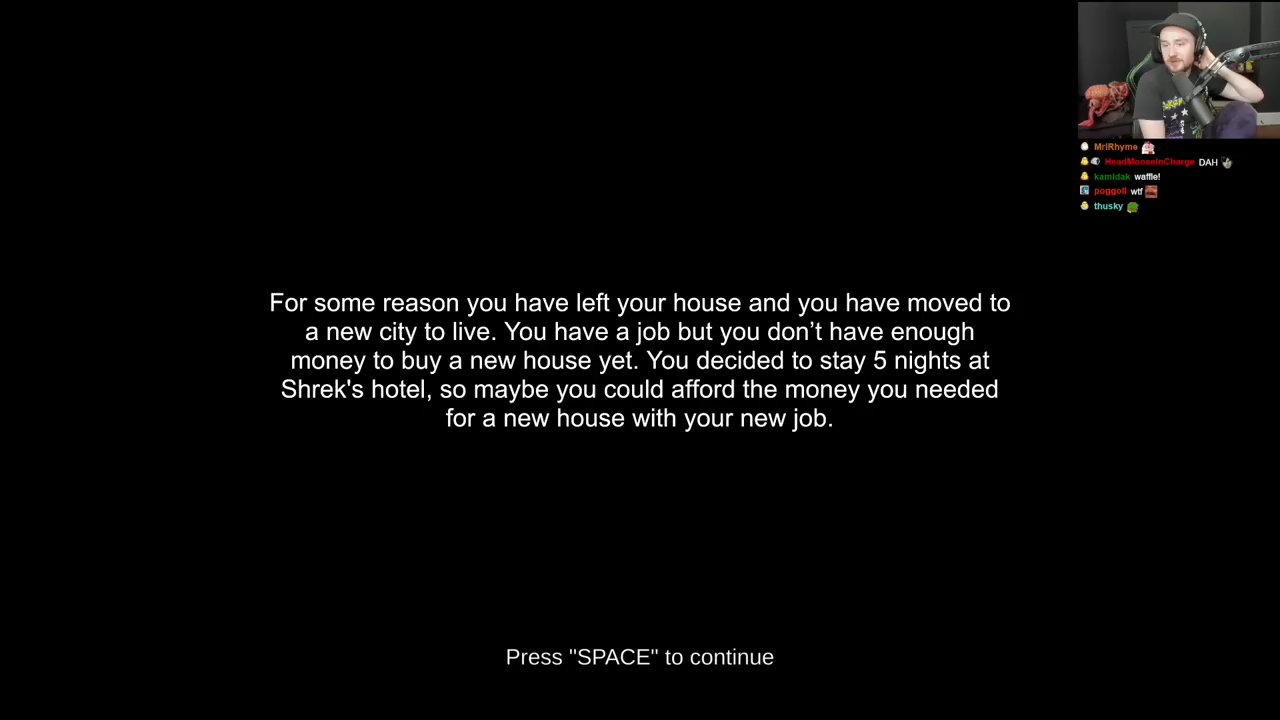 MrlRhyme
HeadMooseInCharge DAH
kamidak waffle!
poggoll wtf
thusky
For some reason you have left your house and you have moved to
a new city to live. You have a job but you don’t have enough
money to buy a new house yet. You decided to stay 5 nights at
Shrek's hotel, so maybe you could afford the money you needed
for a new house with your new job.
Press "SPACE" to continue